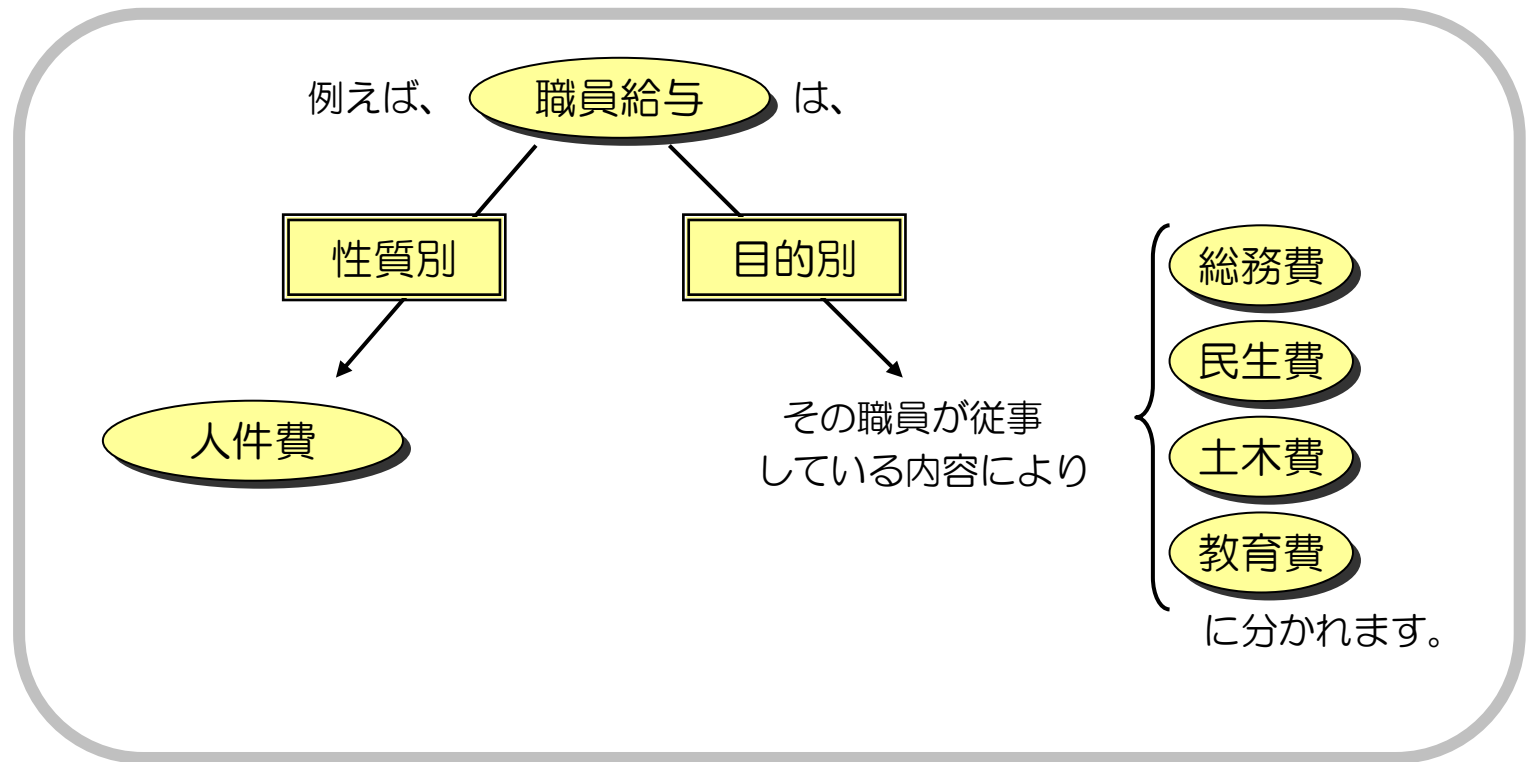 例えば、 職員給与 は、
性質別
目的別
人件費
その職員が従事
している内容により
総務費
民生費
土木費
教育費
に分かれます。